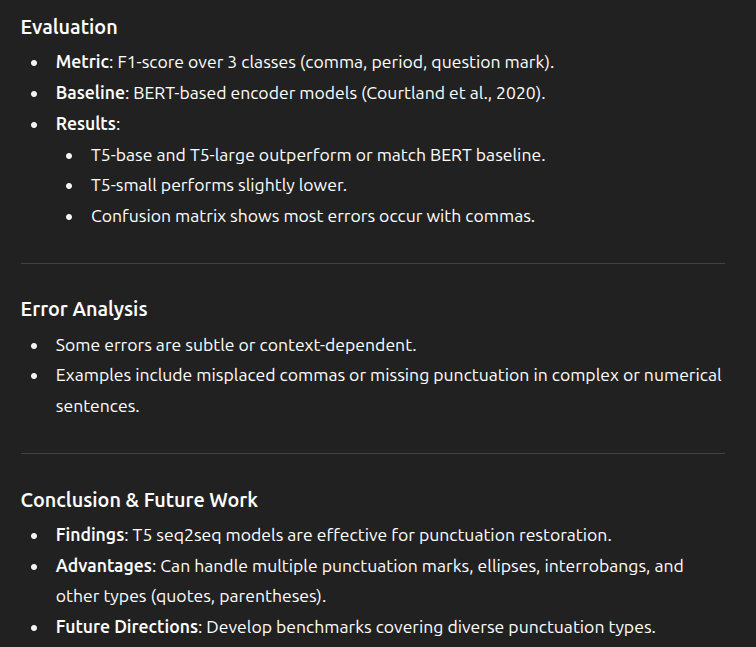 Evaluation
Metric: F1-score over 3 classes (comma, period, question mark).
Baseline: BERT-based encoder models (Courtland et al., 2020).
Results:
T5-base and T5-large outperform or match BERT baseline.
T5-small performs slightly lower.
Confusion matrix shows most errors occur with commas.
Error Analysis
Some errors are subtle or context-dependent.
Examples include misplaced commas or missing punctuation in complex or numerical
sentences.
Conclusion & Future Work
Findings: T5 seq2seq models are effective for punctuation restoration.
Advantages: Can handle multiple punctuation marks, ellipses, interrobangs, and
other types (quotes, parentheses).
Future Directions: Develop benchmarks covering diverse punctuation types.